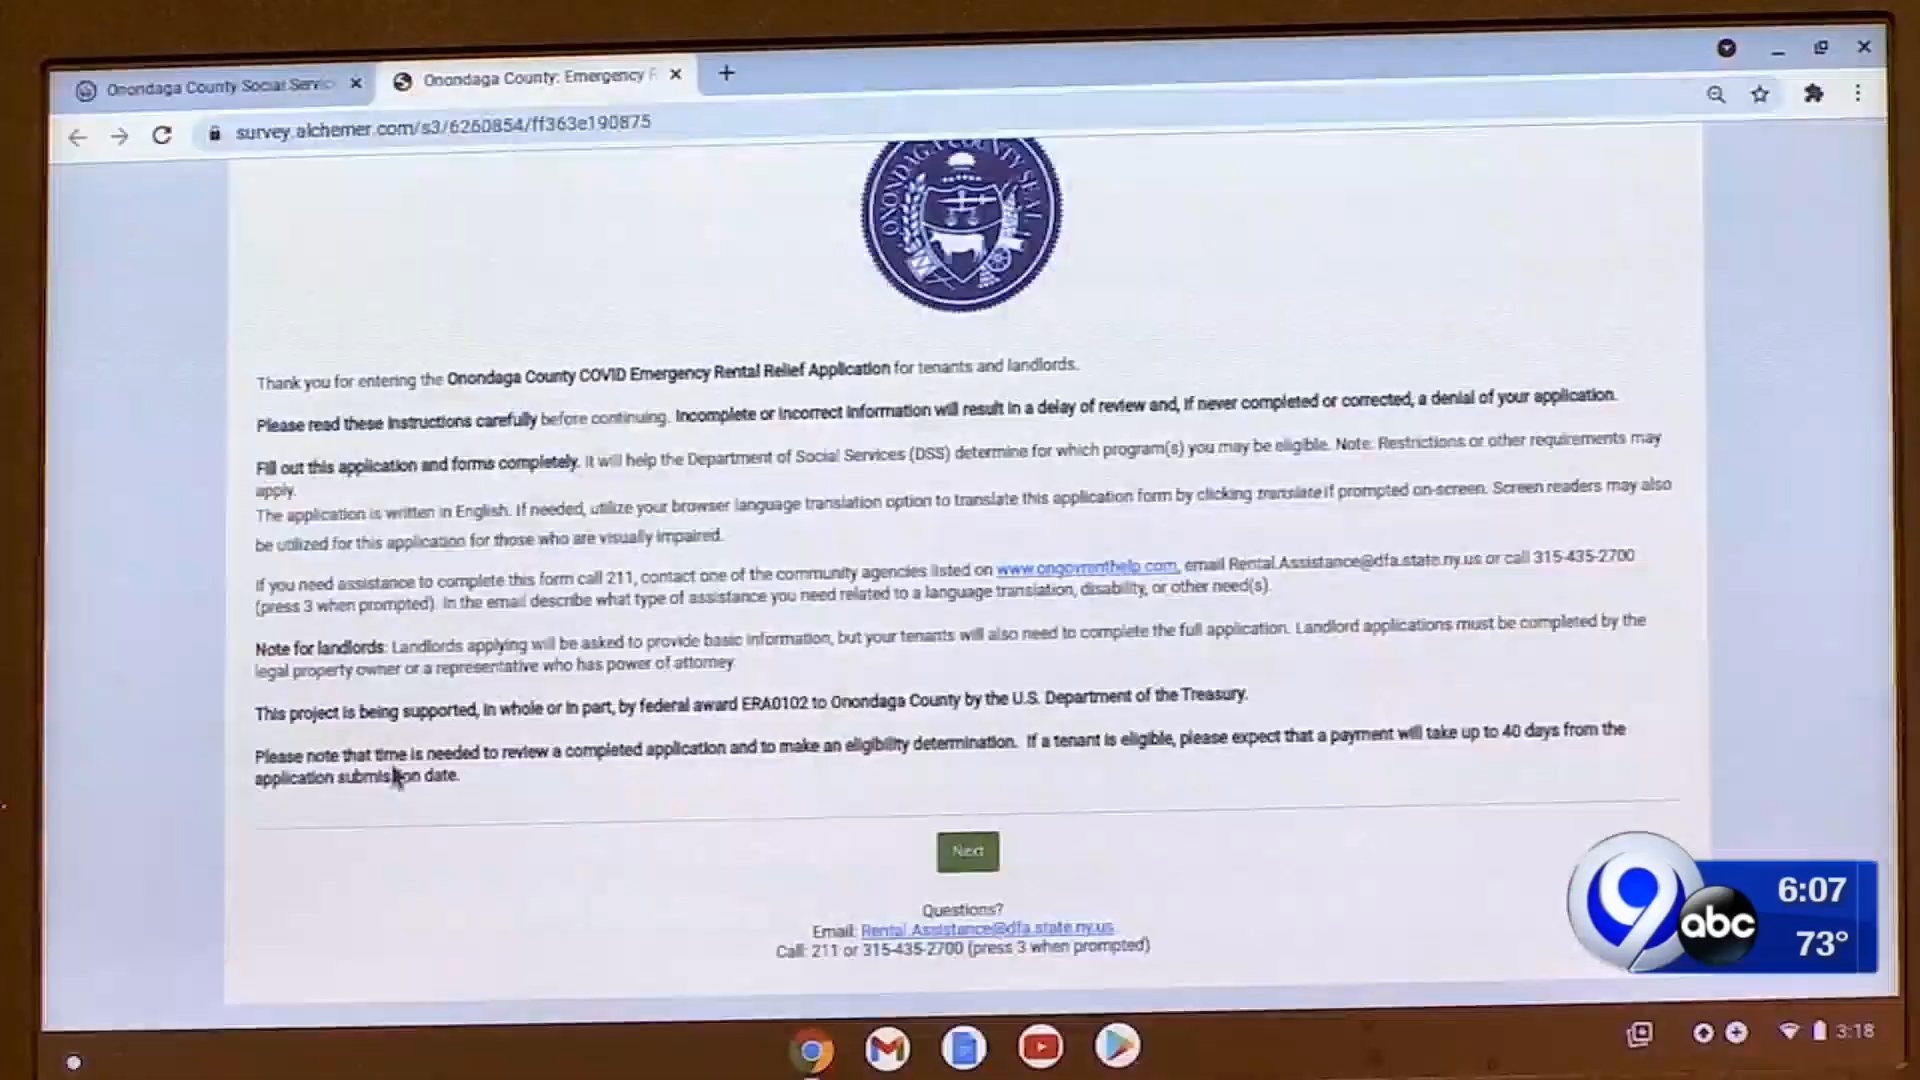 Onondaga County Social Servic
Onondaga County: Emergency F
survey.alchemer.com/s3/6260854/ff363e190875
ONONDAGA COUNTY SEAL
Thank you for entering the Onondaga County COVID Emergency Rental Relief Application for tenants and landlords.
Please read these instructions carefully before continuing. Incomplete or incorrect information will result in a delay of review and, if never completed or corrected, a denial of your application.
Fill out this application and forms completely. It will help the Department of Social Services (DSS) determine for which program(s) you may be eligible. Note: Restrictions or other requirements may
apply.
The application is written in English. If needed, utilize your browser language translation option to translate this application form by clicking translate if prompted on-screen. Screen readers may also
be utilized for this application for those who are visually impaired.
If you need assistance to complete this form call 211, contact one of the community agencies listed on www.ongovrenthelp.com, email Rental.Assistance@dfa.state.ny.us or call 315-435-2700
(press 3 when prompted). In the email describe what type of assistance you need related to a language translation, disability, or other need(s).
Note for landlords: Landlords applying will be asked to provide basic information, but your tenants will also need to complete the full application. Landlord applications must be completed by the
legal property owner or a representative who has power of attorney
This project is being supported, in whole or in part, by federal award ERA0102 to Onondaga County by the U.S. Department of the Treasury.
Please note that time is needed to review a completed application and to make an eligibility determination. If a tenant is eligible, please expect that a payment will take up to 40 days from the
application submission date.
Next
Questions?
Email: Rental.Assistance@dfa.state.ny.us
Call: 211 or 315-435-2700 (press 3 when prompted)
9 abc
6:07
73°
3:18